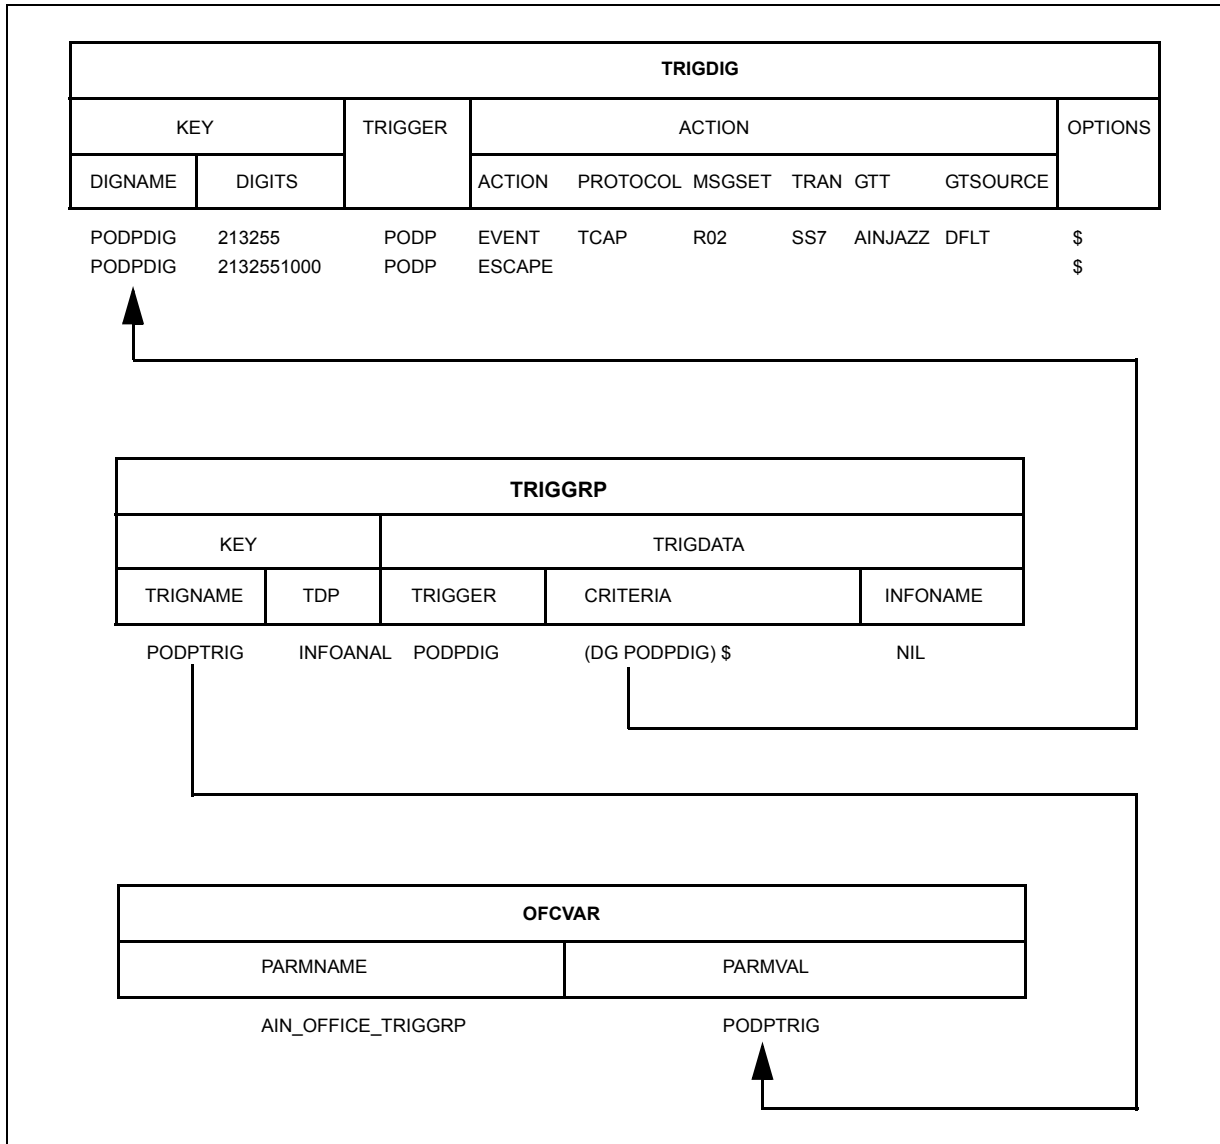 TRIGDIG
KEY TRIGGER ACTION OPTIONS
DIGNAME DIGITS ACTION PROTOCOL MSGSET TRAN GTT GTSOURCE
PODPDIG 213255 PODP EVENT TCAP R02 SS7 AINJAZZ DFLT $
PODPDIG 2132551000 PODP ESCAPE $
TRIGGRP
KEY TRIGDATA
TRIGNAME TDP TRIGGER CRITERIA INFONAME
PODPTRIG INFOANAL PODPDIG (DG PODPDIG) $ NIL
OFCVAR
PARMNAME PARMVAL
AIN_OFFICE_TRIGGRP PODPTRIG